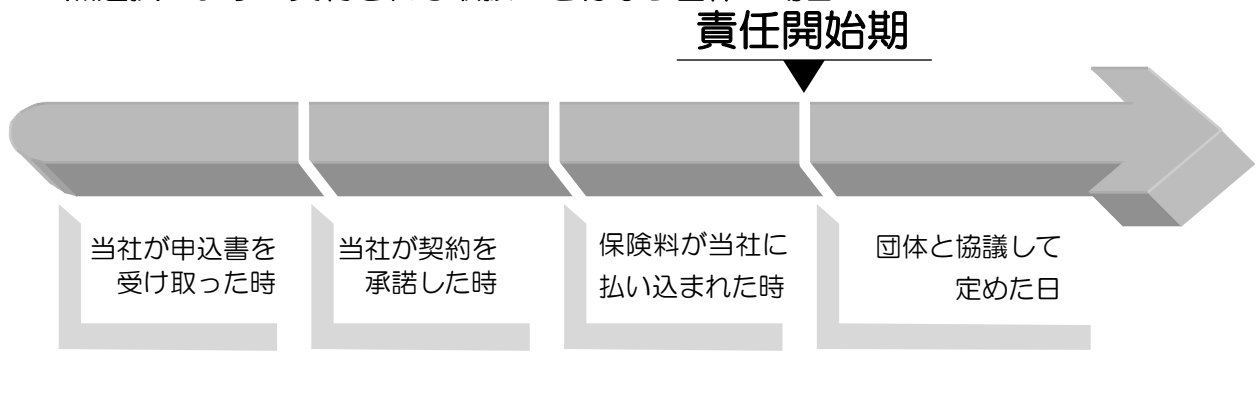 責任開始期
当社が申込書を
受け取った時
当社が契約を
承諾した時
保険料が当社に
払い込まれた時
団体と協議して
定めた日